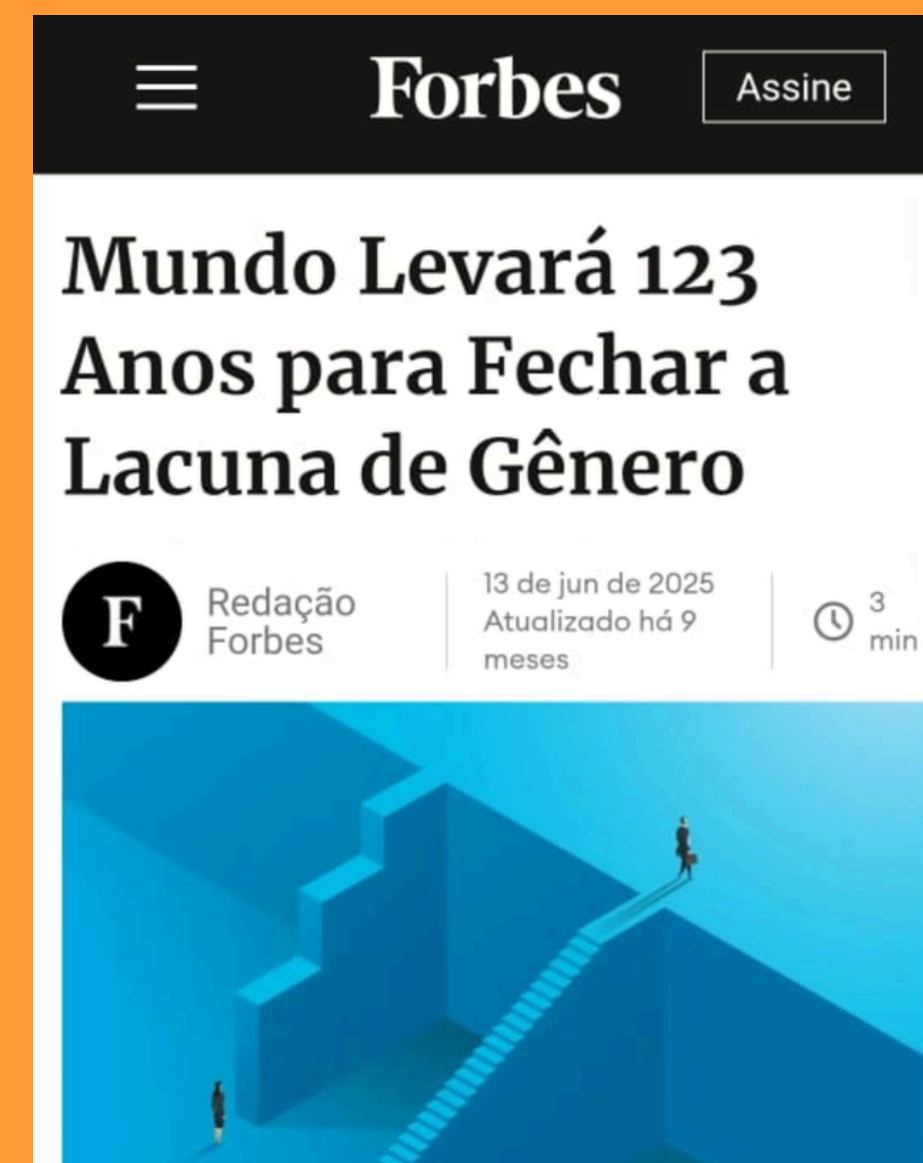 Forbes
Assine
Mundo Levará 123
Anos para Fechar a
Lacuna de Gênero
F
Redação
Forbes
13 de jun de 2025
Atualizado há 9
meses
3
min